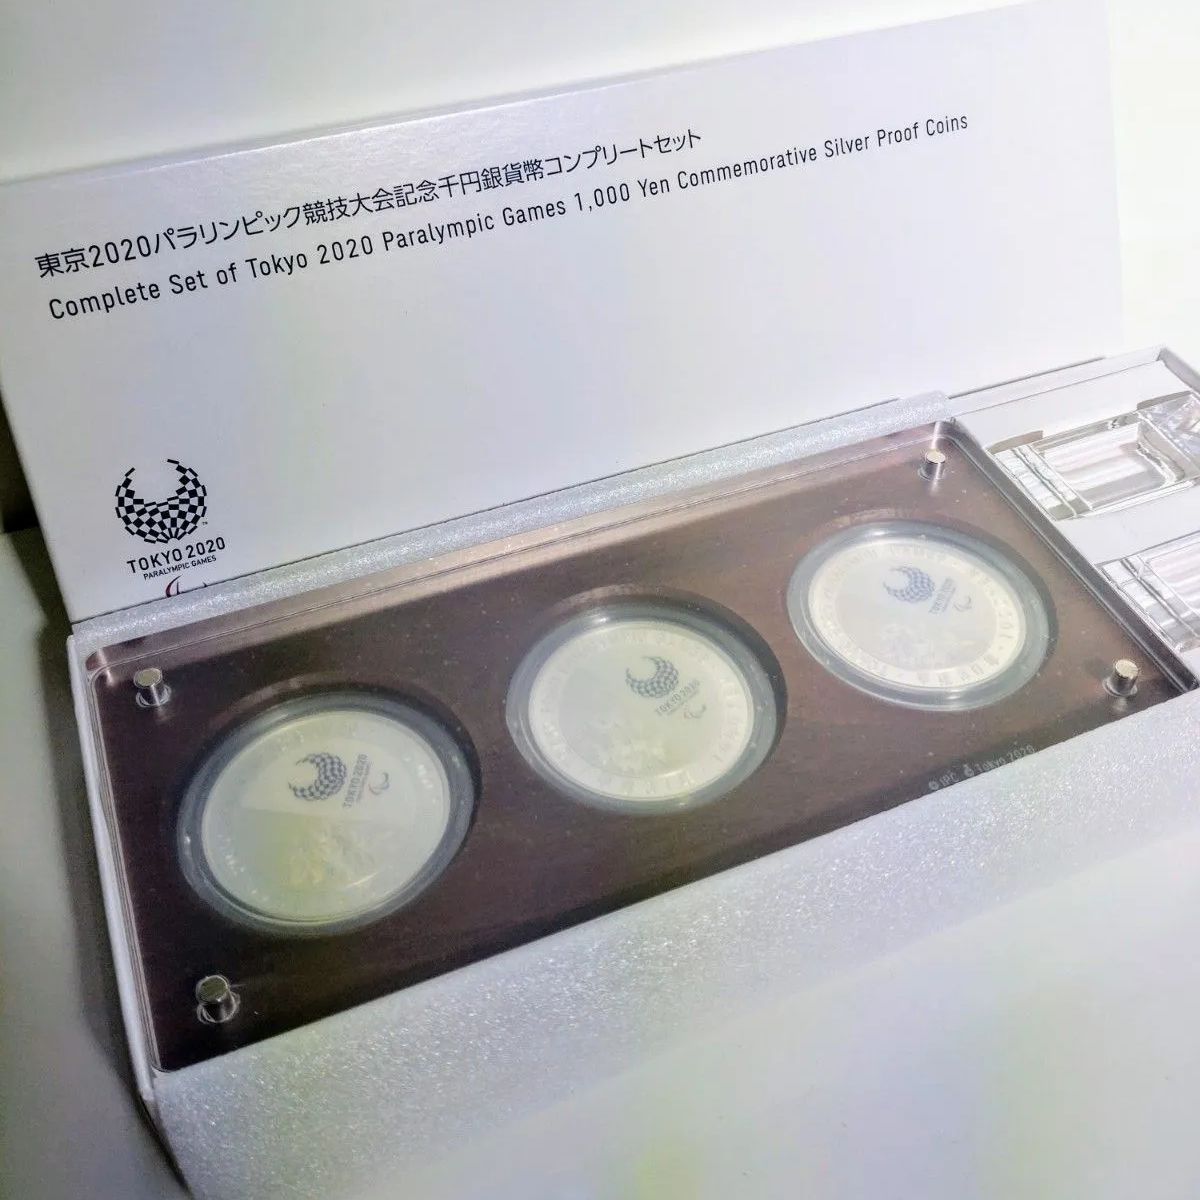 東京2020パラリンピック競技大会記念千円銀貨幣コンプリートセット
Complete Set of Tokyo 2020 Paralympic Games 1,000 Yen Commemorative Silver Proof Coins
TOKYO 2020
PARALYMPIC GAMES
TOKYO 2020
TOKYO 2020
TOKYO 2020
© IPC TOKYO 2020